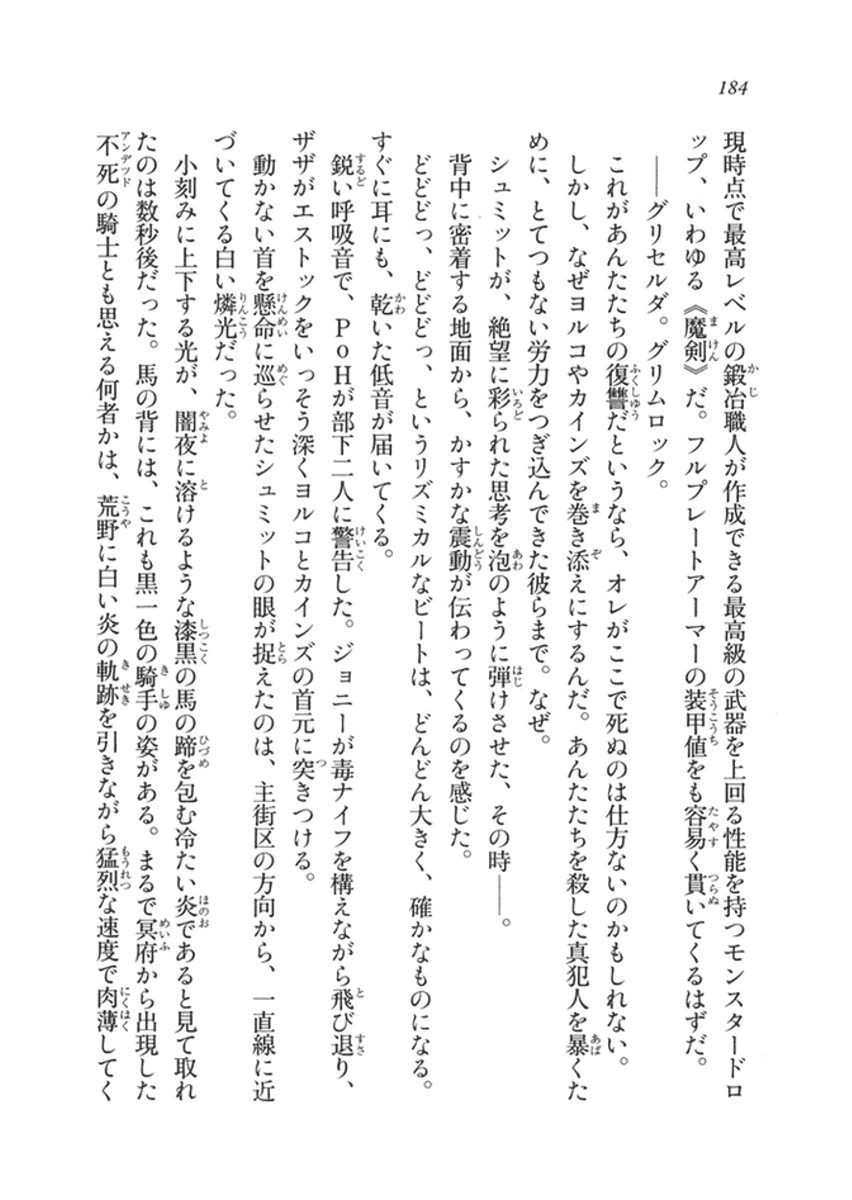 184
現時点で最高レベルの鍛冶職人が作成できる最高級の武器を上回る性能を持つモンスタードロ
ップ、いわゆる《魔剣》だ。フルプレートアーマーの装甲値をも容易く貫いてくるはずだ。
――グリセルダ。グリムロック。
これがあんたたちの復讐だというなら、オレがここで死ぬのは仕方ないのかもしれない。
しかし、なぜヨルコやカインズを巻き添えにするんだ。あんたたちを殺した真犯人を暴くた
めに、とてつもない労力をつぎ込んできた彼らまで。なぜ。
シュミットが、絶望に彩られた思考を泡のように弾けさせた、その時――。
背中に密着する地面から、かすかな震動が伝わってくるのを感じた。
どどどっ、どどどっ、というリズミカルなビートは、どんどん大きく、確かなものになる。
すぐに耳にも、乾いた低音が届いてくる。
鋭い呼吸音で、PoHが部下二人に警告した。ジョニーが毒ナイフを構えながら飛び退り、
ザザがエストックをいっそう深くヨルコとカインズの首元に突きつける。
動かない首を懸命に巡らせたシュミットの眼が捉えたのは、主街区の方向から、一直線に近
づいてくる白い燐光だった。
小刻みに上下する光が、闇夜に溶けるような漆黒の馬の蹄を包む冷たい炎であると見て取れ
たのは数秒後だった。馬の背には、これも黒一色の騎手の姿がある。まるで冥府から出現した
不死の騎士とも思える何者かは、荒野に白い炎の軌跡を引きながら猛烈な速度で肉薄してく